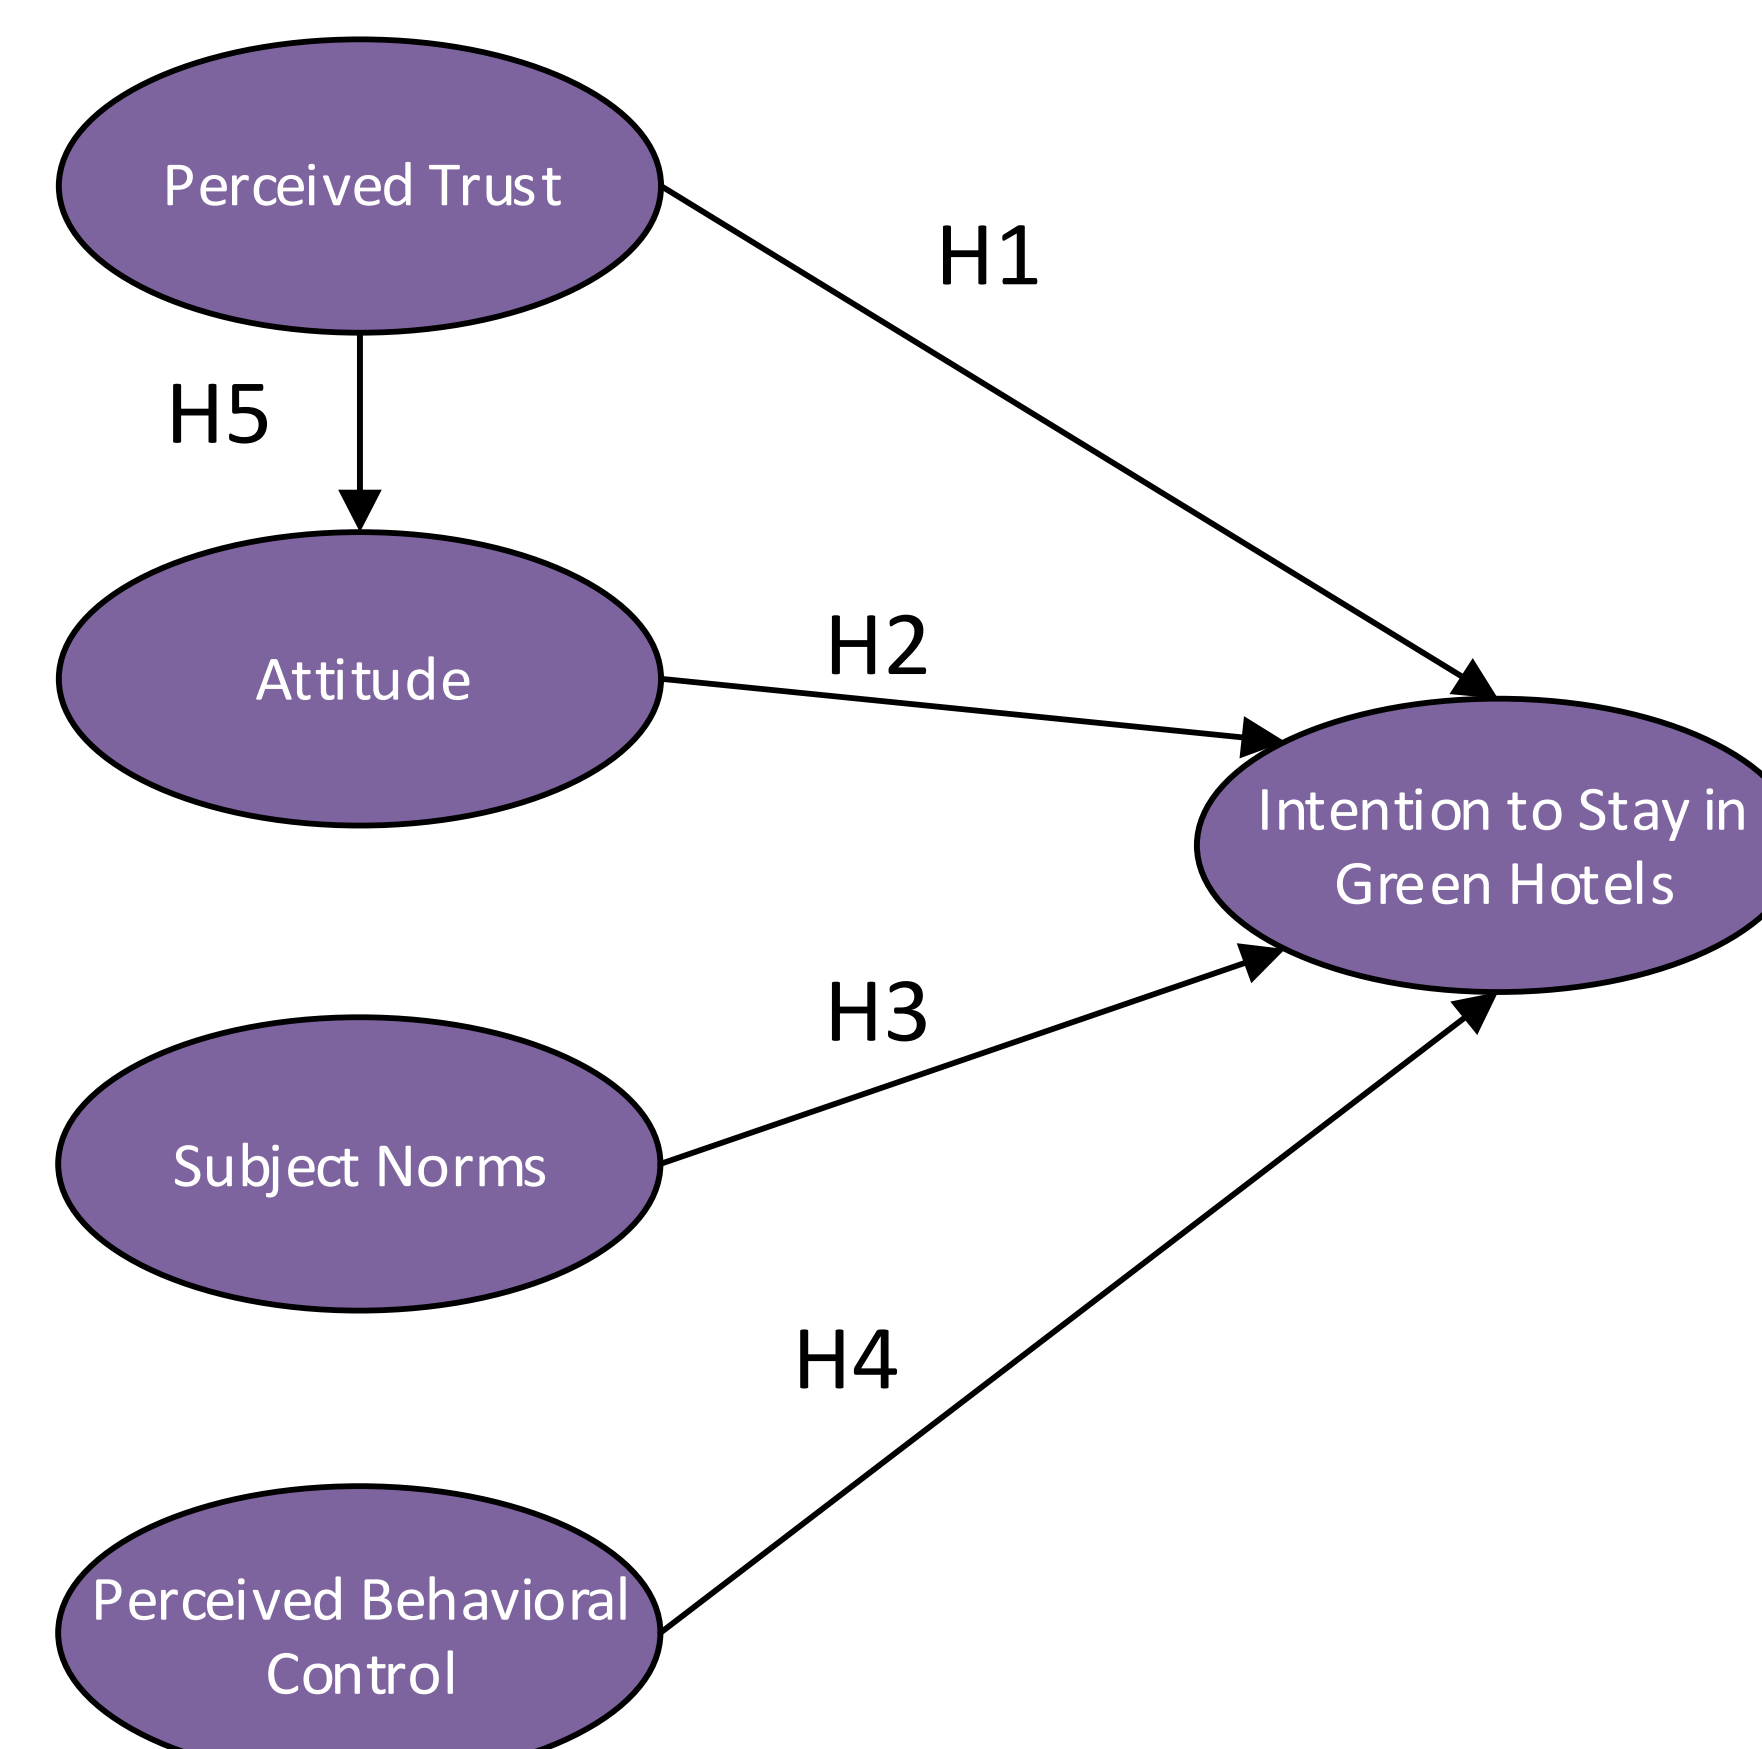 Perceived Trust
H1
H5
Attitude
H2
Intention to Stay in
Green Hotels
H3
Subject Norms
H4
Perceived Behavioral
Control